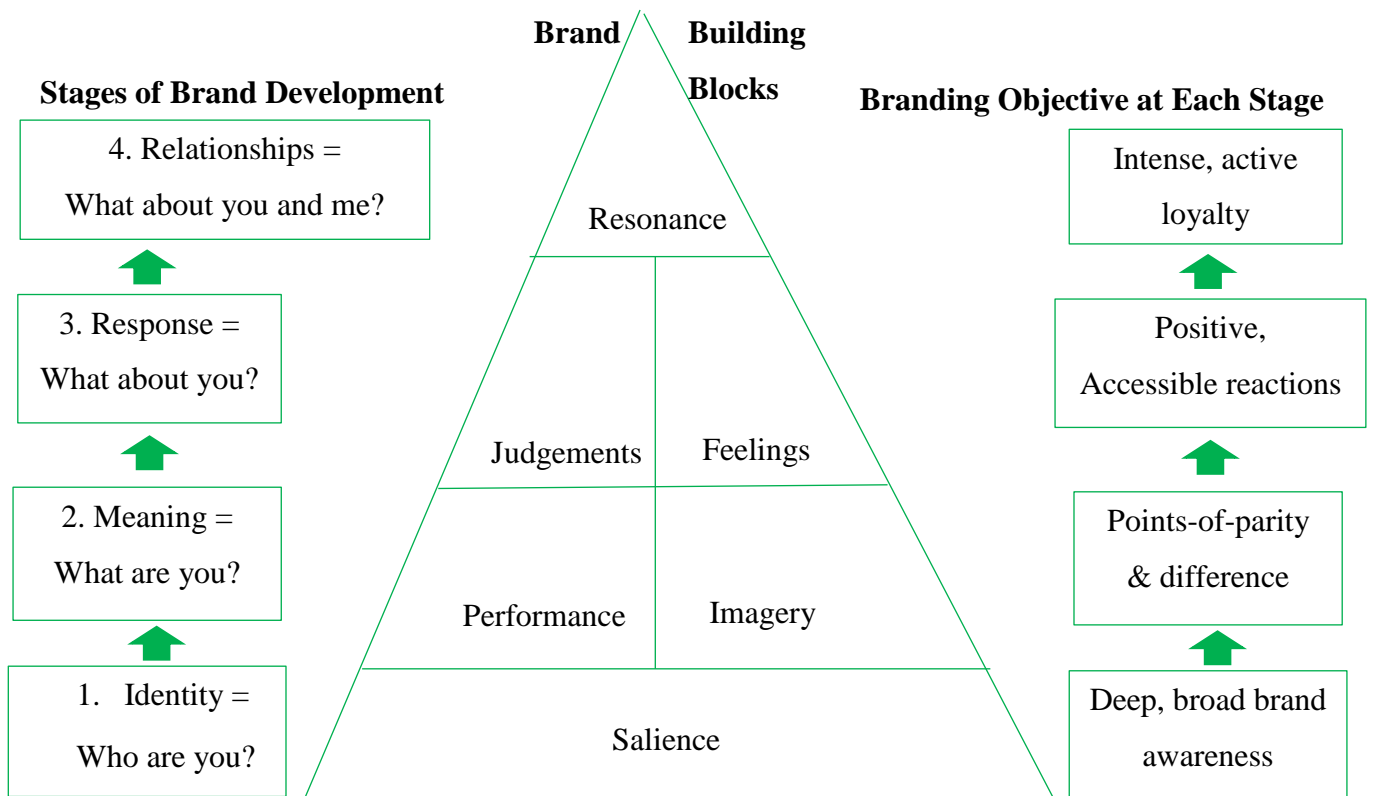 Brand Building
Blocks
Stages of Brand Development
Branding Objective at Each Stage
4. Relationships =
What about you and me?
3. Response =
What about you?
2. Meaning =
What are you?
1. Identity =
Who are you?
Resonance
Judgements
Feelings
Performance
Imagery
Salience
Intense, active
loyalty
Positive,
Accessible reactions
Points-of-parity
& difference
Deep, broad brand
awareness